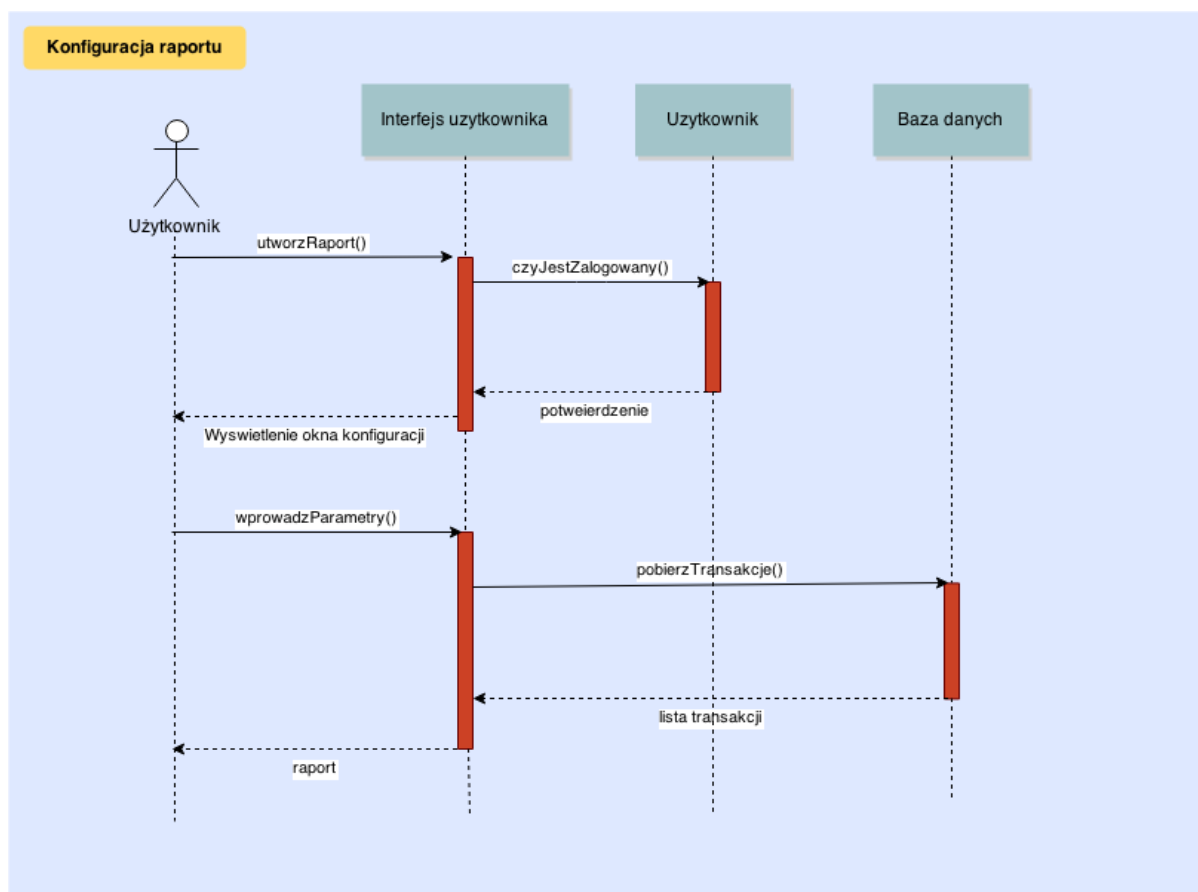 Konfiguracja raportu
Interfejs uzytkownika
Uzytkownik
Baza danych
Użytkownik
utworzRaport()
czyJestZalogowany()
potweierdzenie
Wyswietlenie okna konfiguracji
wprowadzParametry()
pobierzTransakcje()
lista transakcji
raport